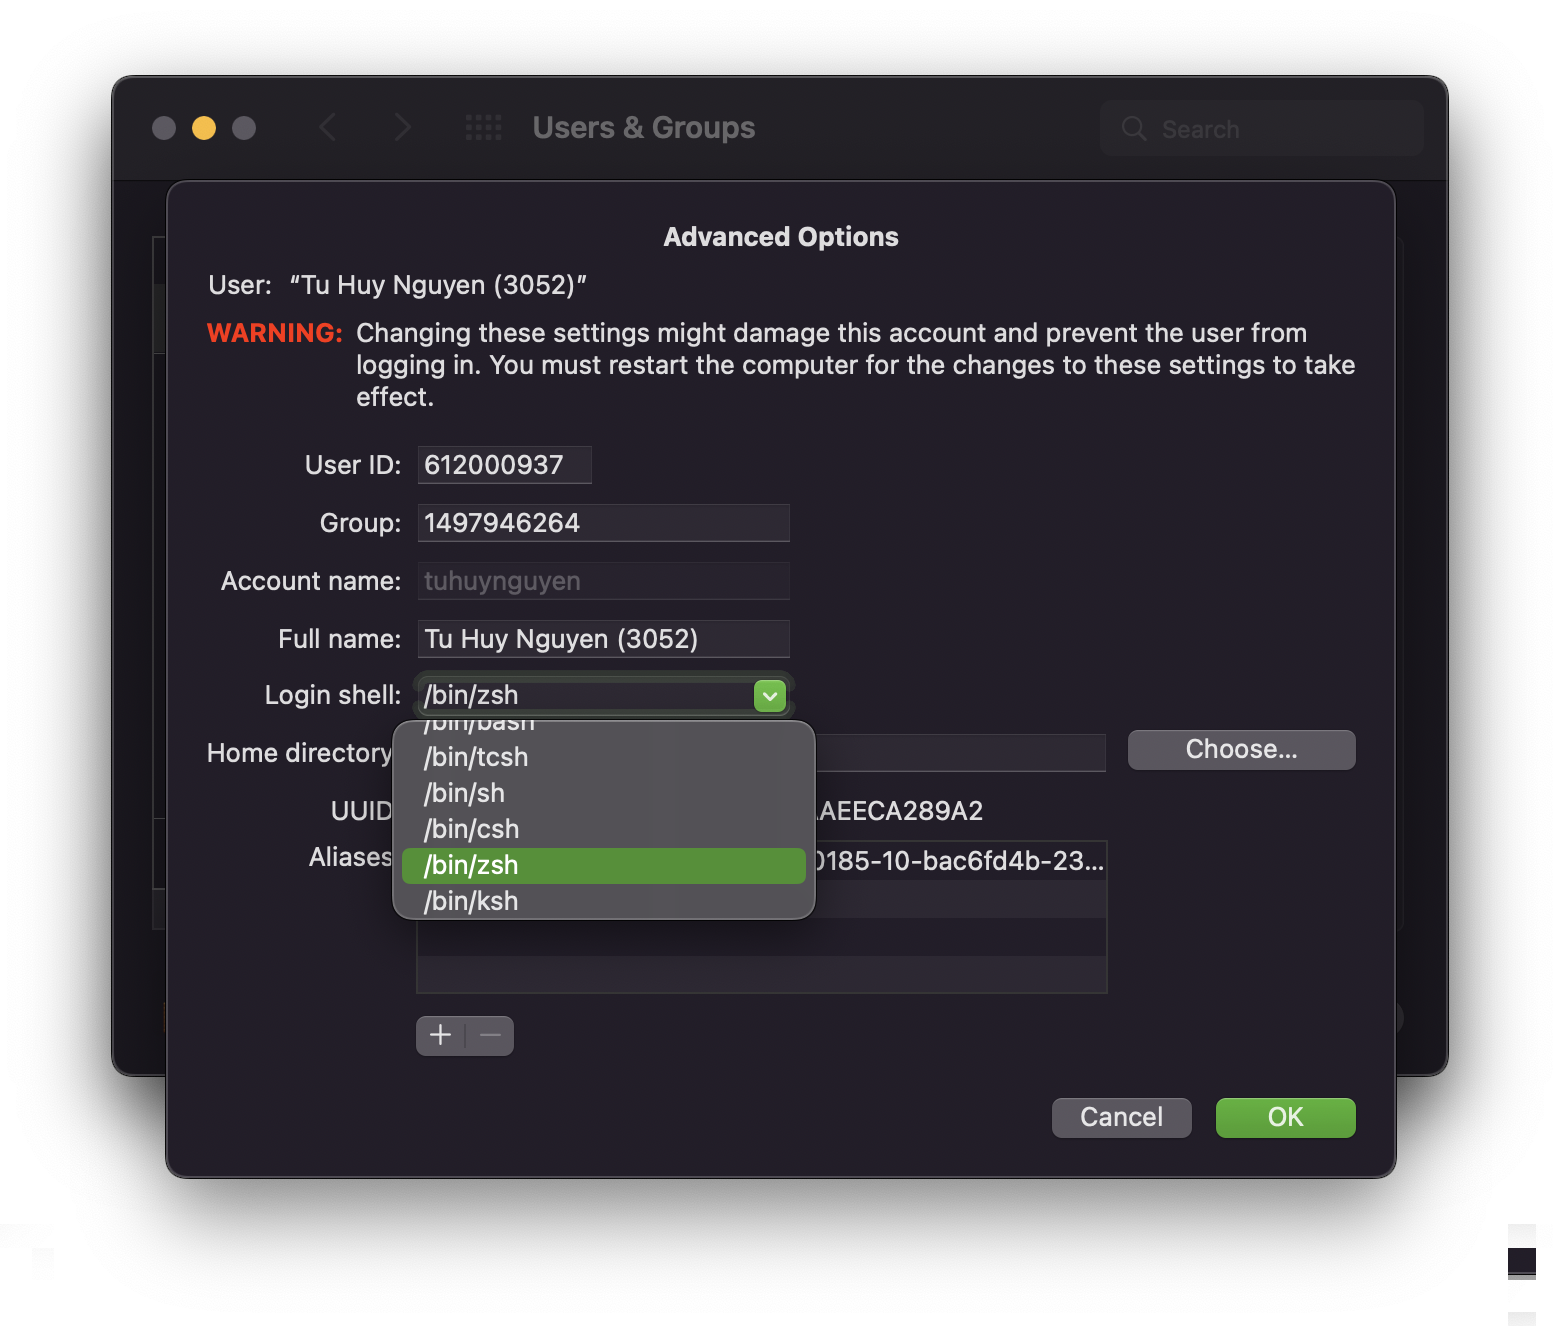 Users & Groups
Search
Advanced Options
User: “Tu Huy Nguyen (3052)”
WARNING: Changing these settings might damage this account and prevent the user from
logging in. You must restart the computer for the changes to these settings to take
effect.
User ID: 612000937
Group: 1497946264
Account name: tuhuynguyen
Full name: Tu Huy Nguyen (3052)
Login shell: /bin/zsh
/bin/bash
Home directory
/bin/tcsh
Choose...
/bin/sh
UUID
AEECA289A2
/bin/csh
Aliases
/bin/zsh
0185-10-bac6fd4b-23...
/bin/ksh
Cancel
OK